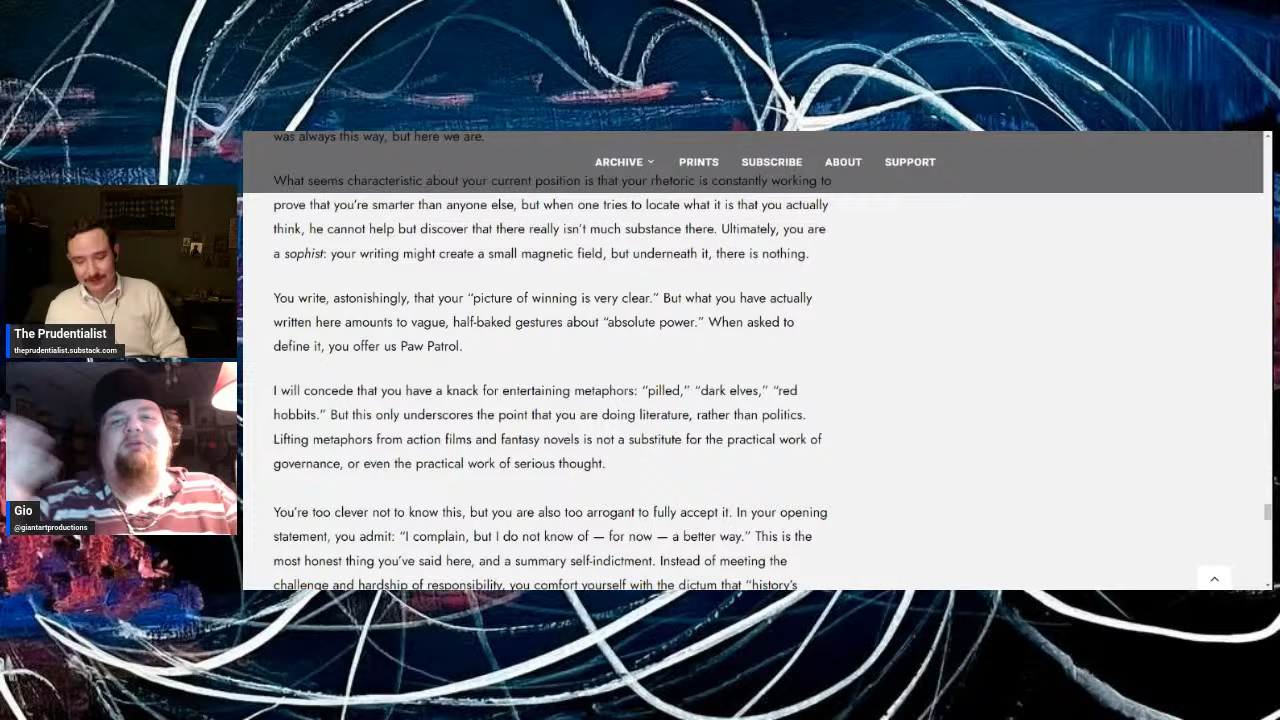 was always this way, but here we are.
ARCHIVE PRINTS SUBSCRIBE ABOUT SUPPORT
What seems characteristic about your current position is that your rhetoric is constantly working to
prove that you’re smarter than anyone else, but when one tries to locate what it is that you actually
think, he cannot help but discover that there really isn’t much substance there. Ultimately, you are
a sophist: your writing might create a small magnetic field, but underneath it, there is nothing.
You write, astonishingly, that your “picture of winning is very clear.” But what you have actually
written here amounts to vague, half-baked gestures about “absolute power.” When asked to
define it, you offer us Paw Patrol.
I will concede that you have a knack for entertaining metaphors: “pilled,” “dark elves,” “red
hobbits.” But this only underscores the point that you are doing literature, rather than politics.
Lifting metaphors from action films and fantasy novels is not a substitute for the practical work of
governance, or even the practical work of serious thought.
You’re too clever not to know this, but you are also too arrogant to fully accept it. In your opening
statement, you admit: “I complain, but I do not know of — for now — a better way.” This is the
most honest thing you’ve said here, and a summary self-indictment. Instead of meeting the
challenge and hardship of responsibility, you comfort yourself with the dictum that “history’s
The Prudentialist
theprudentialist.substack.com
Gio
@giantartproductions